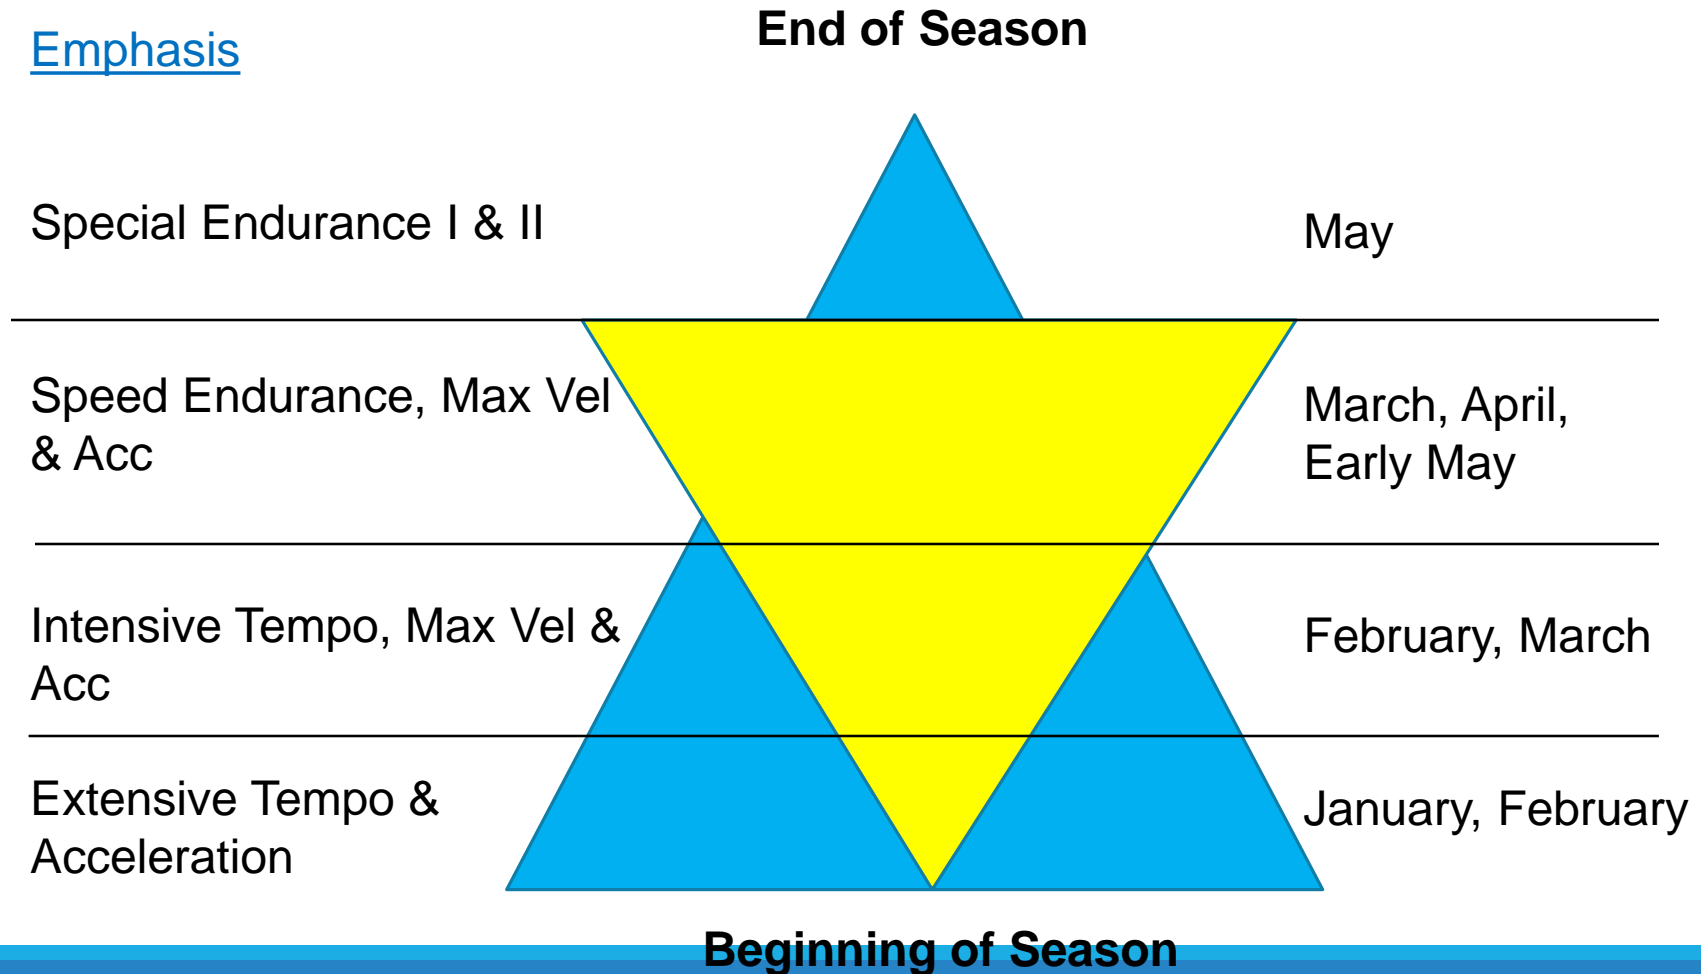 End of Season
Emphasis
Special Endurance I & II
May
Speed Endurance, Max Vel
& Acc
March, April,
Early May
Intensive Tempo, Max Vel &
Acc
February, March
Extensive Tempo &
Acceleration
January, February
Beginning of Season